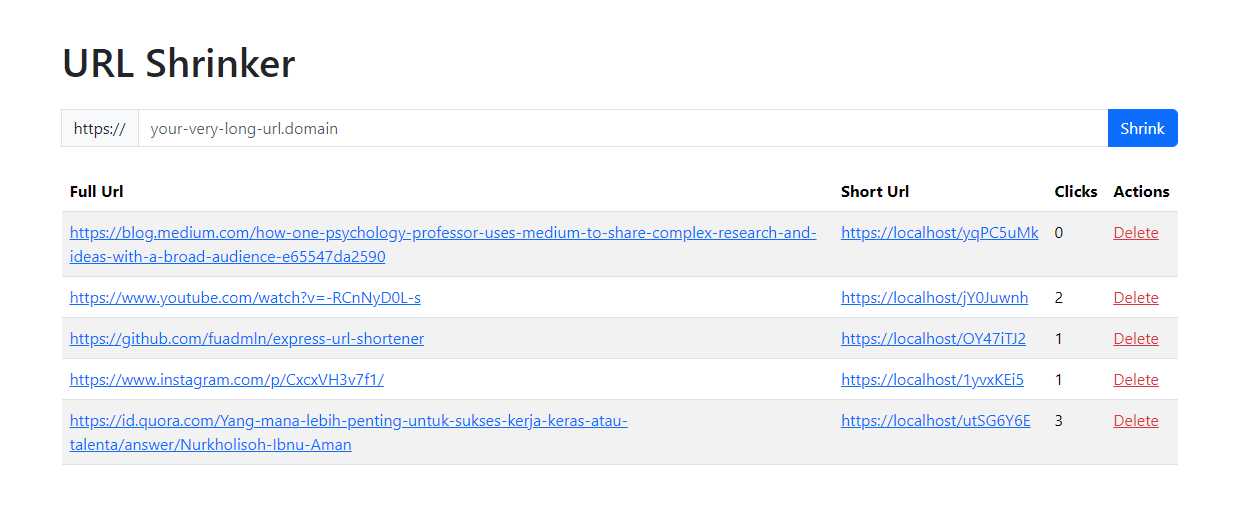 URL Shrinker
https:// your-very-long-url.domain Shrink
Full Url Short Url Clicks Actions
https://blog.medium.com/how-one-psychology-professor-uses-medium-to-share-complex-research-and- https://localhost/yqPC5uMk 0 Delete
ideas-with-a-broad-audience-e65547da2590
https://www.youtube.com/watch?v=-RCnNyD0L-s https://localhost/jY0Juwnh 2 Delete
https://github.com/fuadmln/express-url-shortener https://localhost/OY47iTJ2 1 Delete
https://www.instagram.com/p/CxcxVH3v7f1/ https://localhost/1yvxKEi5 1 Delete
https://id.quora.com/Yang-mana-lebih-penting-untuk-sukses-kerja-keras-atau- https://localhost/utSG6Y6E 3 Delete
talenta/answer/Nurkholisoh-Ibnu-Aman